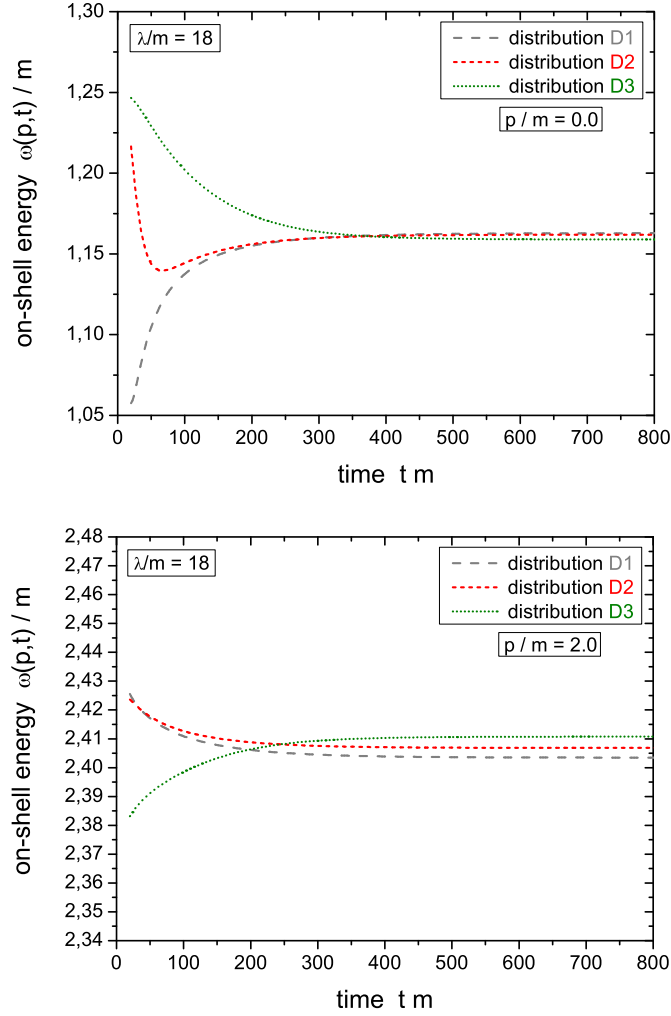 λ/m = 18
distribution D1
distribution D2
distribution D3
p / m = 0.0
on-shell energy ω(p,t) / m
1,30
1,25
1,20
1,15
1,10
1,05
0 100 200 300 400 500 600 700 800
time t m
λ/m = 18
distribution D1
distribution D2
distribution D3
p / m = 2.0
on-shell energy ω(p,t) / m
2,48
2,47
2,46
2,45
2,44
2,43
2,42
2,41
2,40
2,39
2,38
2,37
2,36
2,35
2,34
0 100 200 300 400 500 600 700 800
time t m